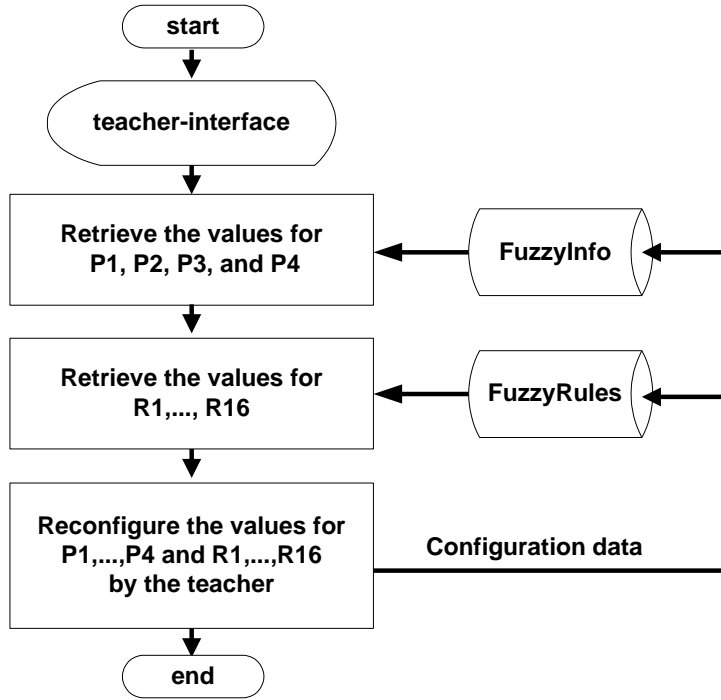 start
teacher-interface
Retrieve the values for
P1, P2, P3, and P4
FuzzyInfo
Retrieve the values for
R1,..., R16
FuzzyRules
Reconfigure the values for
P1,...,P4 and R1,...,R16
by the teacher
Configuration data
end